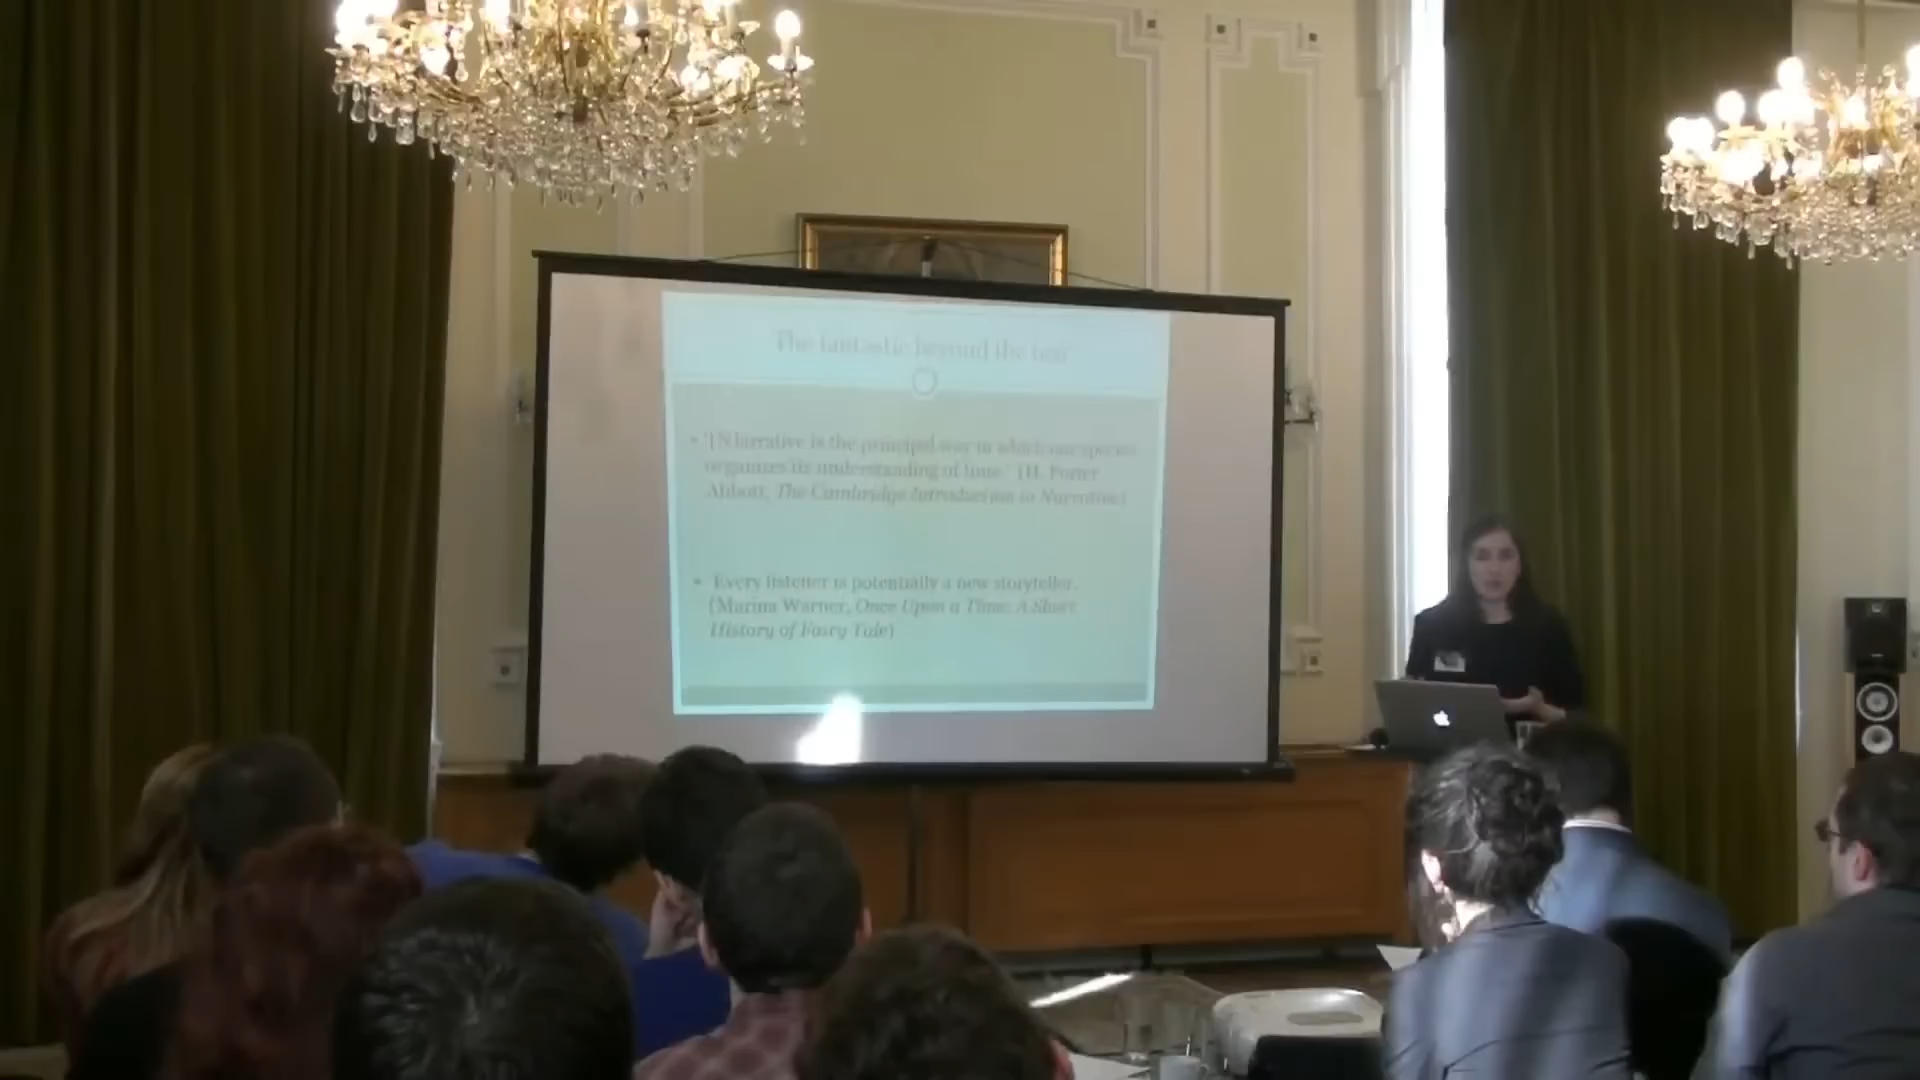 The fantastic beyond the text
• '[N]arrative is the principal way in which our species
organizes its understanding of time.' (H. Porter
Abbott, The Cambridge Introduction to Narrative)
• 'Every listener is potentially a new storyteller.'
(Marina Warner, Once Upon a Time: A Short
History of Fairy Tale)